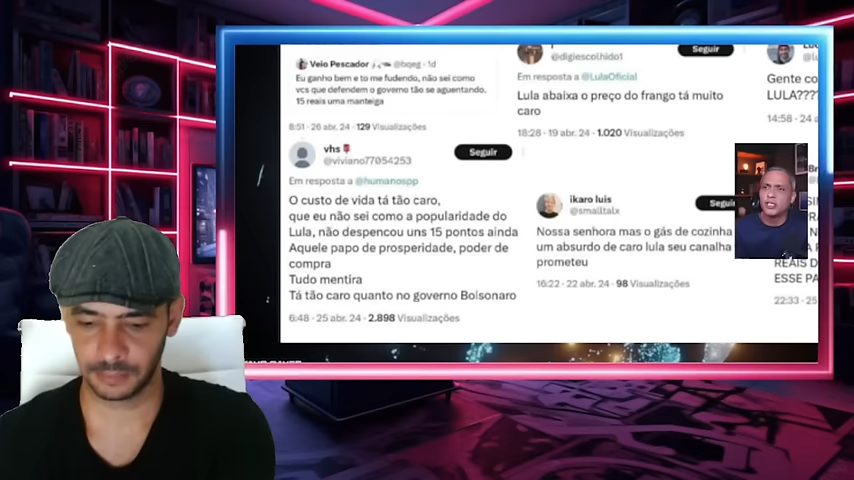 Veio Pescador
@bqeg · 1d
Eu ganho bem e to me fudendo, não sei como
vcs que defendem o governo tão se aguentando.
15 reais uma manteiga
8:51 · 26 abr. 24 · 129 Visualizações
vhs
@viviano77054253
Seguir
Em resposta a @humanospp
O custo de vida tá tão caro,
que eu não sei como a popularidade do
Lula, não despencou uns 15 pontos ainda
Aquele papo de prosperidade, poder de
compra
Tudo mentira
Tá tão caro quanto no governo Bolsonaro
6:48 · 25 abr. 24 · 2.898 Visualizações
@digiescolhido1
Seguir
Em resposta a @LulaOficial
Lula abaixa o preço do frango tá muito
caro
18:28 · 19 abr. 24 · 1.020 Visualizações
ikaro luis
@smalltalx
Segui
Nossa senhora mas o gás de cozinha
um absurdo de caro lula seu canalha
prometeu
16:22 · 22 abr. 24 · 98 Visualizações
Gente co
LULA????
14:58 · 24 a
REAIS D
ESSE PA
22:33 · 25